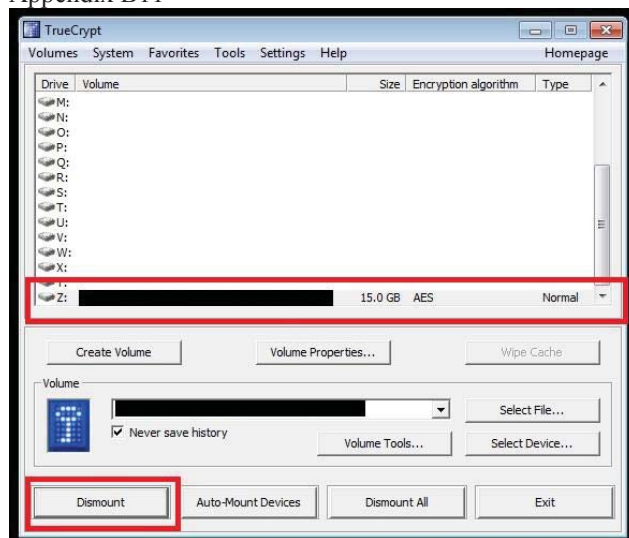 TrueCrypt
Volumes System Favorites Tools Settings Help Homepage
Drive Volume Size Encryption algorithm Type
M:
N:
O:
P:
Q:
R:
S:
T:
U:
V:
W:
X:
Z: 15.0 GB AES Normal
Create Volume Volume Properties... Wipe Cache
Volume
Select File...
Never save history
Volume Tools... Select Device...
Dismount Auto-Mount Devices Dismount All Exit